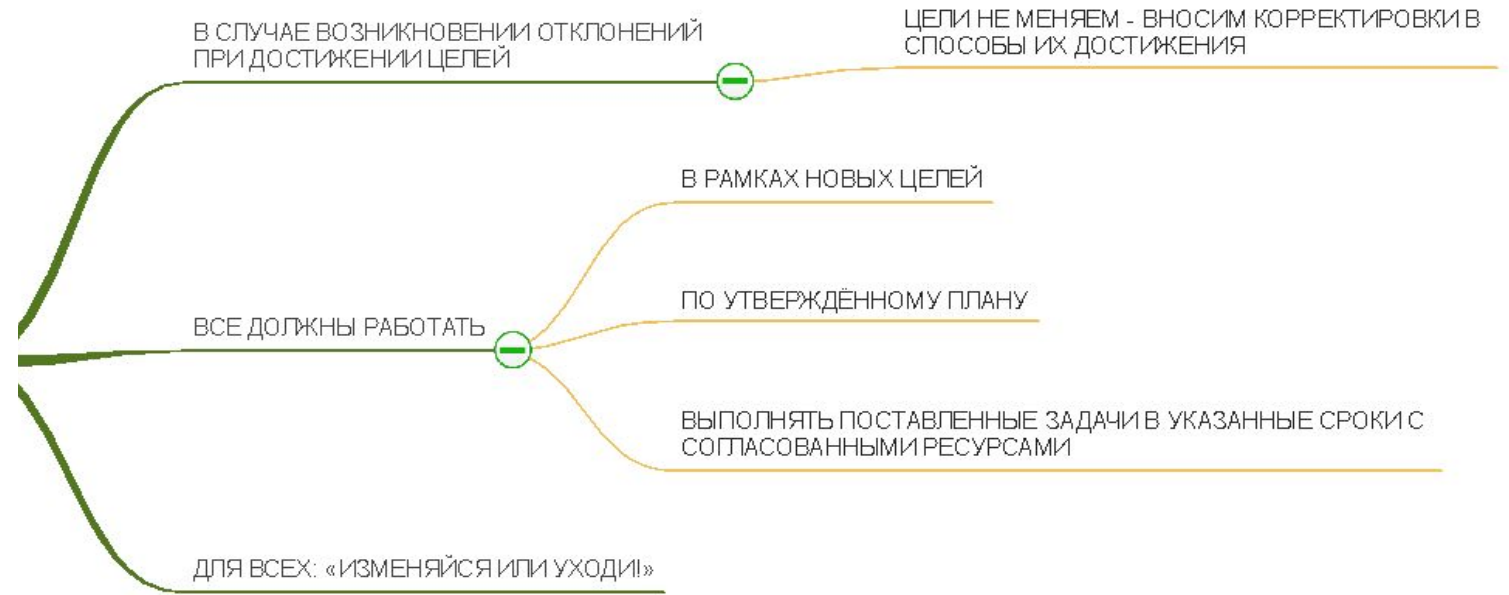 В СЛУЧАЕ ВОЗНИКНОВЕНИИ ОТКЛОНЕНИЙ
ПРИ ДОСТИЖЕНИИ ЦЕЛЕЙ
ЦЕЛИ НЕ МЕНЯЕМ - ВНОСИМ КОРРЕКТИРОВКИ В
СПОСОБЫ ИХ ДОСТИЖЕНИЯ
ВСЕ ДОЛЖНЫ РАБОТАТЬ
В РАМКАХ НОВЫХ ЦЕЛЕЙ
ПО УТВЕРЖДЁННОМУ ПЛАНУ
ВЫПОЛНЯТЬ ПОСТАВЛЕННЫЕ ЗАДАЧИ В УКАЗАННЫЕ СРОКИ С
СОГЛАСОВАННЫМИ РЕСУРСАМИ
ДЛЯ ВСЕХ: «ИЗМЕНЯЙСЯ ИЛИ УХОДИ!»